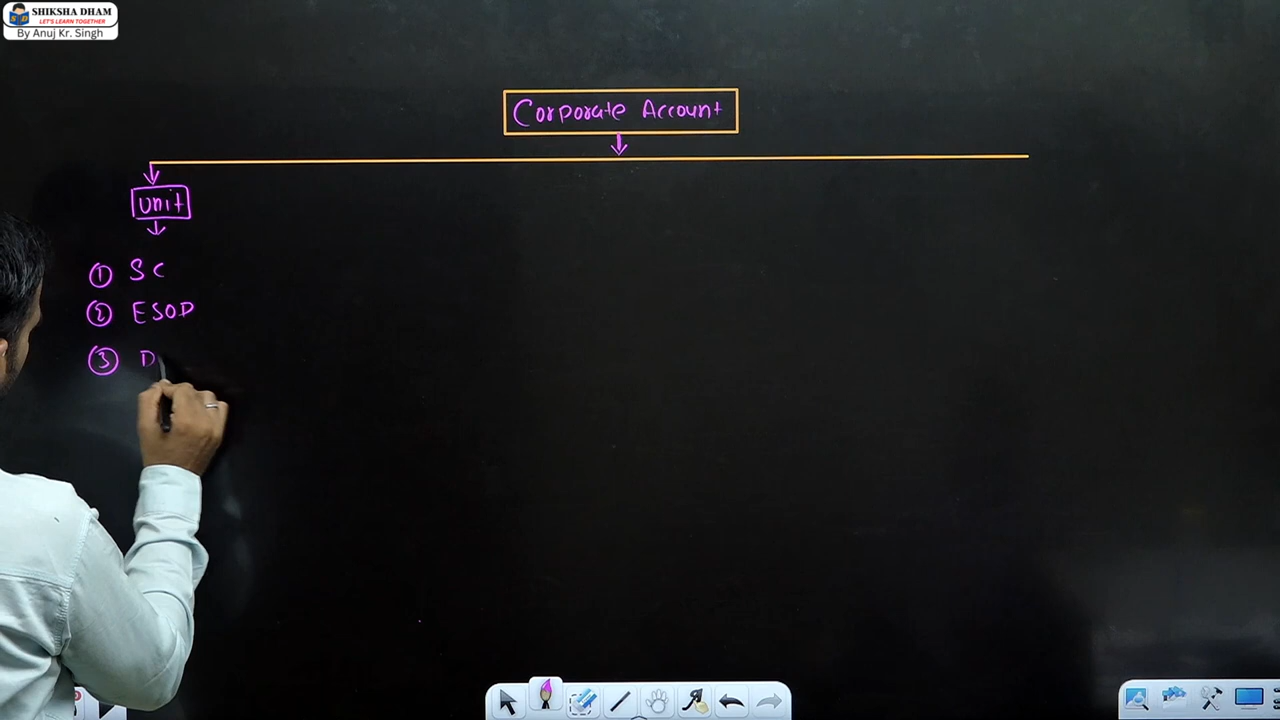 SHIKSHA DHAM
LET'S LEARN TOGETHER
By Anuj Kr. Singh
Corporate Account
Unit
① SC
② ESOP
③ D